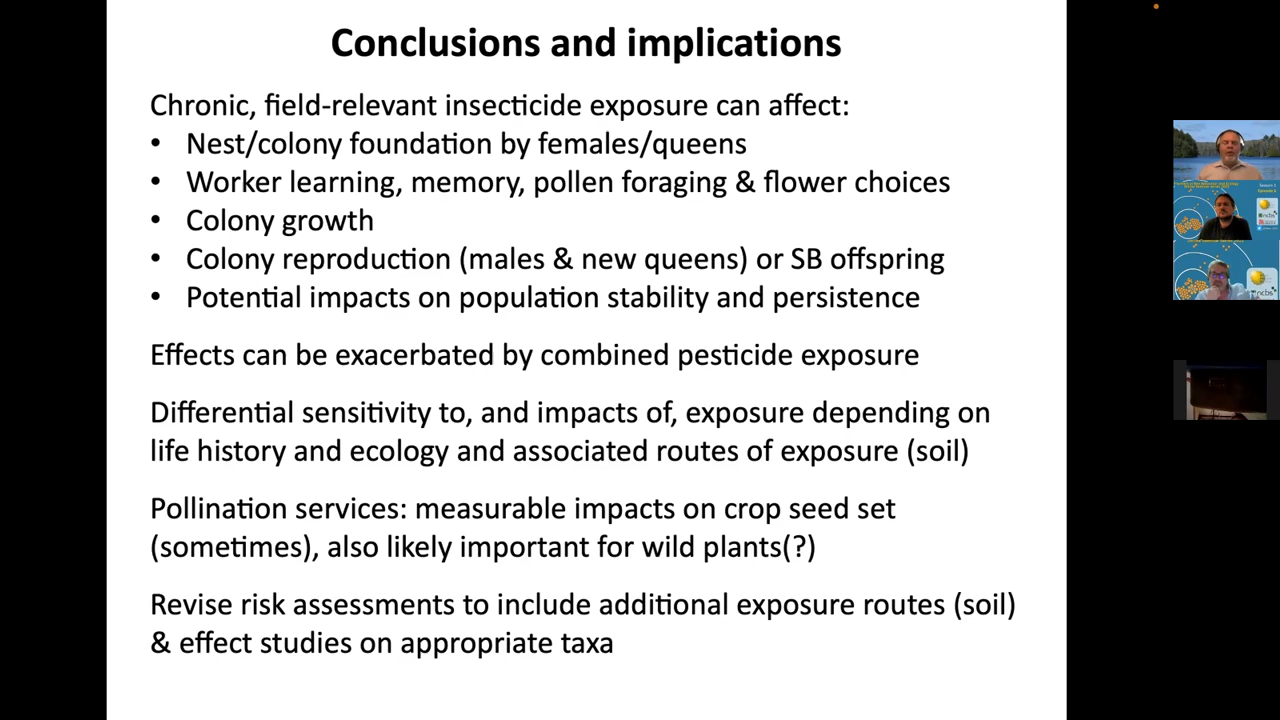 Conclusions and implications
Chronic, field-relevant insecticide exposure can affect:
• Nest/colony foundation by females/queens
• Worker learning, memory, pollen foraging & flower choices
• Colony growth
• Colony reproduction (males & new queens) or SB offspring
• Potential impacts on population stability and persistence
Effects can be exacerbated by combined pesticide exposure
Differential sensitivity to, and impacts of, exposure depending on
life history and ecology and associated routes of exposure (soil)
Pollination services: measurable impacts on crop seed set
(sometimes), also likely important for wild plants(?)
Revise risk assessments to include additional exposure routes (soil)
& effect studies on appropriate taxa
ncbs
ncbs